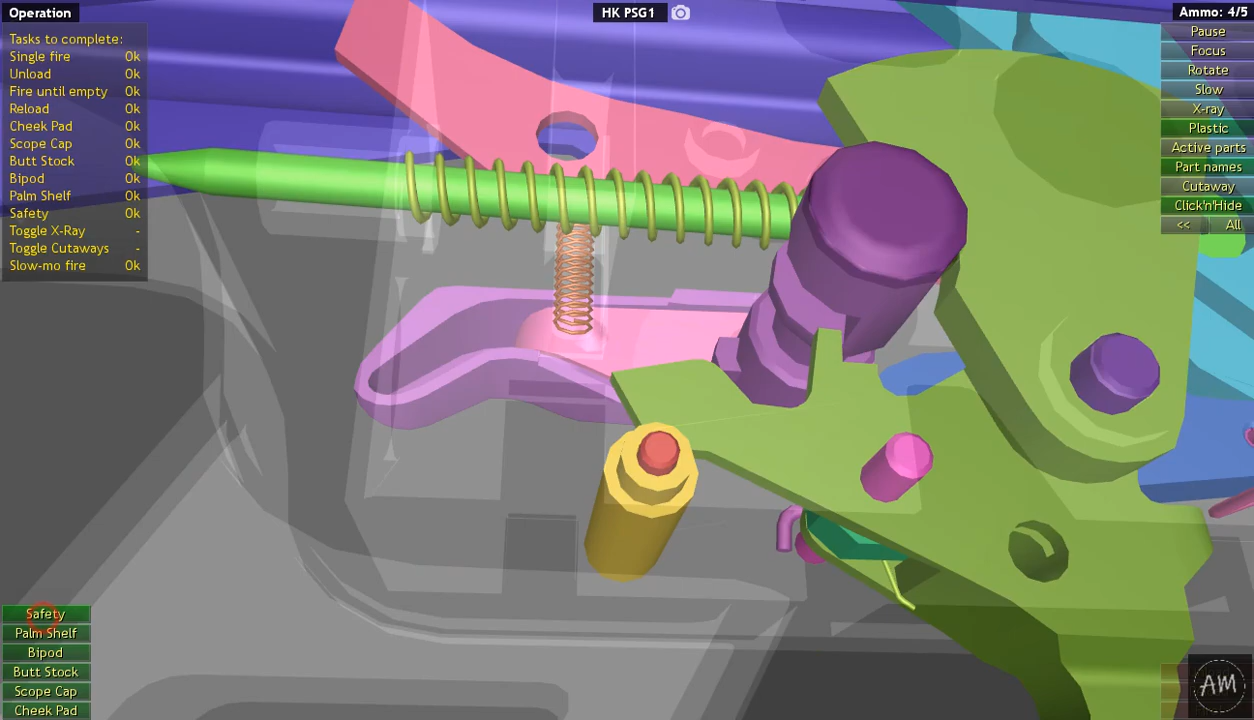 Operation
HK PSG1
Ammo: 4/5
Tasks to complete:
Single fire Ok
Unload Ok
Fire until empty Ok
Reload Ok
Cheek Pad Ok
Scope Cap Ok
Butt Stock Ok
Bipod Ok
Palm Shelf Ok
Safety Ok
Toggle X-Ray -
Toggle Cutaways -
Slow-mo fire Ok
Pause
Focus
Rotate
Slow
X-ray
Plastic
Active parts
Part names
Cutaway
Click'n'Hide
<< All
Safety
Palm Shelf
Bipod
Butt Stock
Scope Cap
Cheek Pad
AM